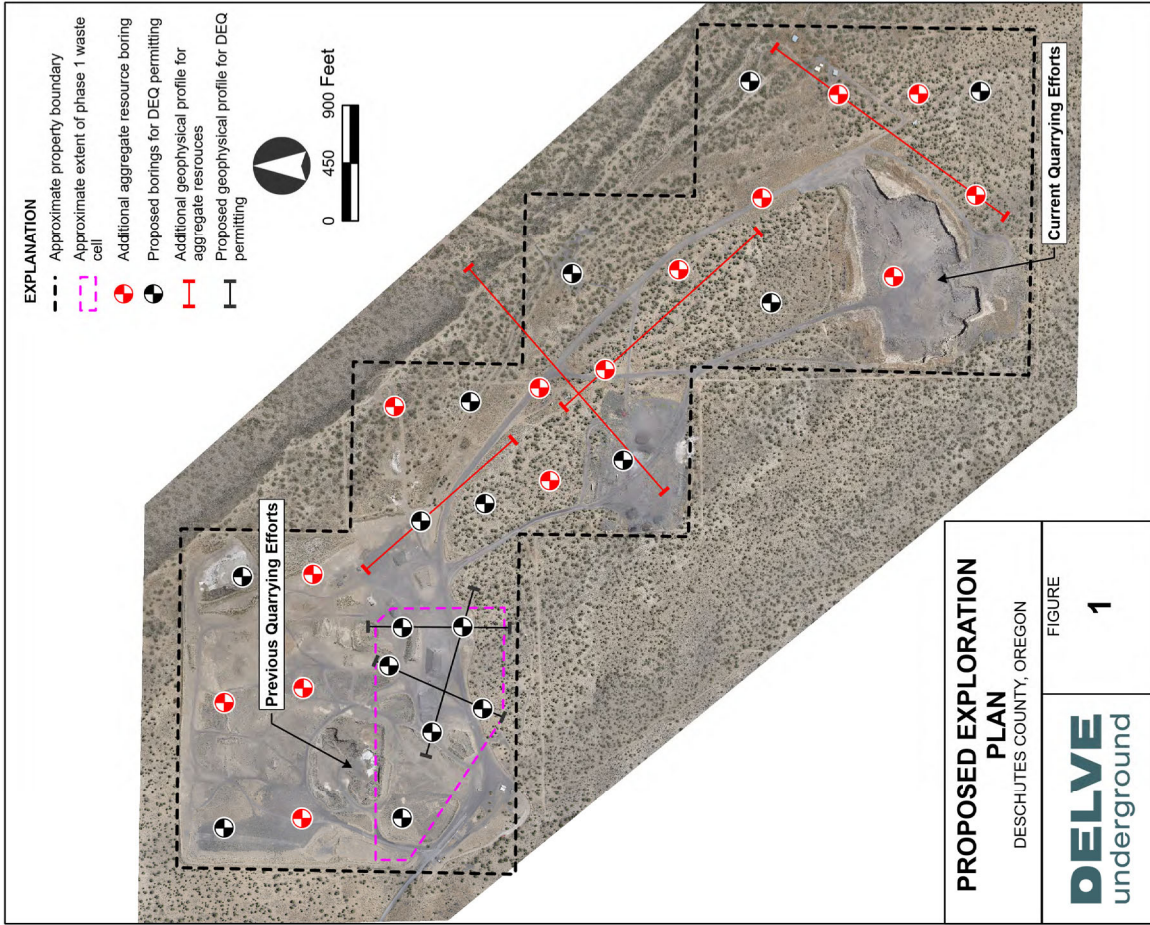 EXPLANATION
Approximate property boundary
Approximate extent of phase 1 waste
cell
Additional aggregate resource boring
Proposed borings for DEQ permitting
Additional geophysical profile for
aggregate resrouces
Proposed geophysical profile for DEQ
permitting
0 450 900 Feet
Previous Quarrying Efforts
Current Quarrying Efforts
PROPOSED EXPLORATION
PLAN
DESCHUTES COUNTY, OREGON
DELVE
underground
FIGURE
1